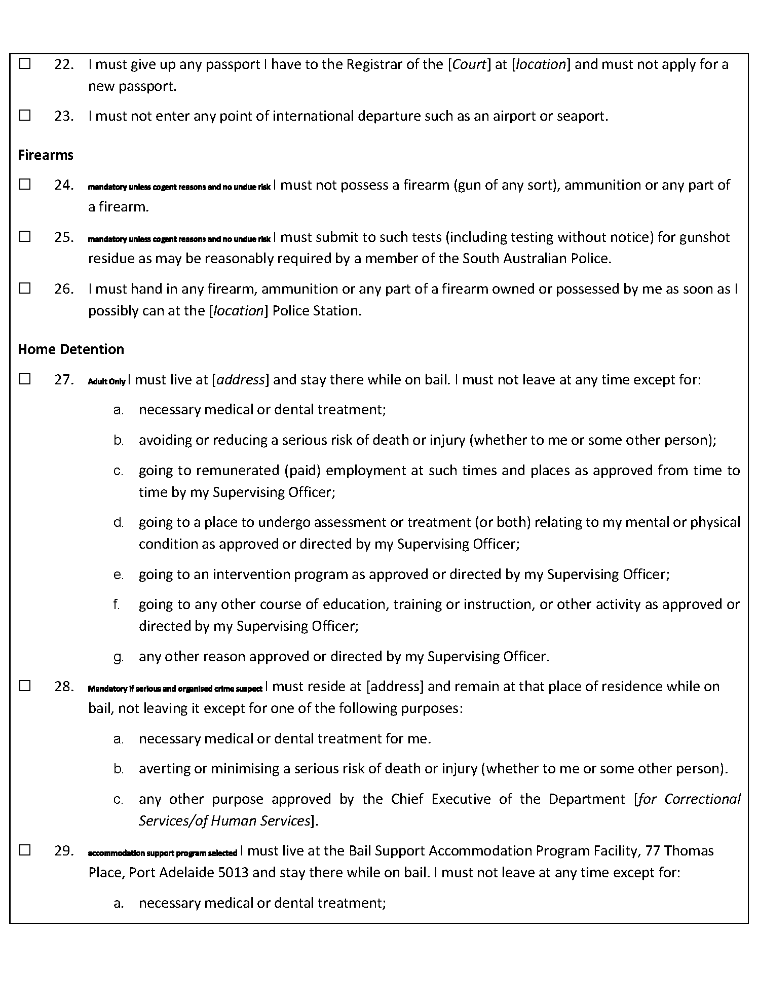 ☐ 22. I must give up any passport I have to the Registrar of the [Court] at [location] and must not apply for a
new passport.
☐ 23. I must not enter any point of international departure such as an airport or seaport.
Firearms
☐ 24. mandatory unless cogent reasons and no undue risk I must not possess a firearm (gun of any sort), ammunition or any part of
a firearm.
☐ 25. mandatory unless cogent reasons and no undue risk I must submit to such tests (including testing without notice) for gunshot
residue as may be reasonably required by a member of the South Australian Police.
☐ 26. I must hand in any firearm, ammunition or any part of a firearm owned or possessed by me as soon as I
possibly can at the [location] Police Station.
Home Detention
☐ 27. Adult Only I must live at [address] and stay there while on bail. I must not leave at any time except for:
a. necessary medical or dental treatment;
b. avoiding or reducing a serious risk of death or injury (whether to me or some other person);
c. going to remunerated (paid) employment at such times and places as approved from time to
time by my Supervising Officer;
d. going to a place to undergo assessment or treatment (or both) relating to my mental or physical
condition as approved or directed by my Supervising Officer;
e. going to an intervention program as approved or directed by my Supervising Officer;
f. going to any other course of education, training or instruction, or other activity as approved or
directed by my Supervising Officer;
g. any other reason approved or directed by my Supervising Officer.
☐ 28. Mandatory if serious and organised crime suspect I must reside at [address] and remain at that place of residence while on
bail, not leaving it except for one of the following purposes:
a. necessary medical or dental treatment for me.
b. averting or minimising a serious risk of death or injury (whether to me or some other person).
c. any other purpose approved by the Chief Executive of the Department [for Correctional
Services/of Human Services].
☐ 29. accommodation support program selected I must live at the Bail Support Accommodation Program Facility, 77 Thomas
Place, Port Adelaide 5013 and stay there while on bail. I must not leave at any time except for:
a. necessary medical or dental treatment;